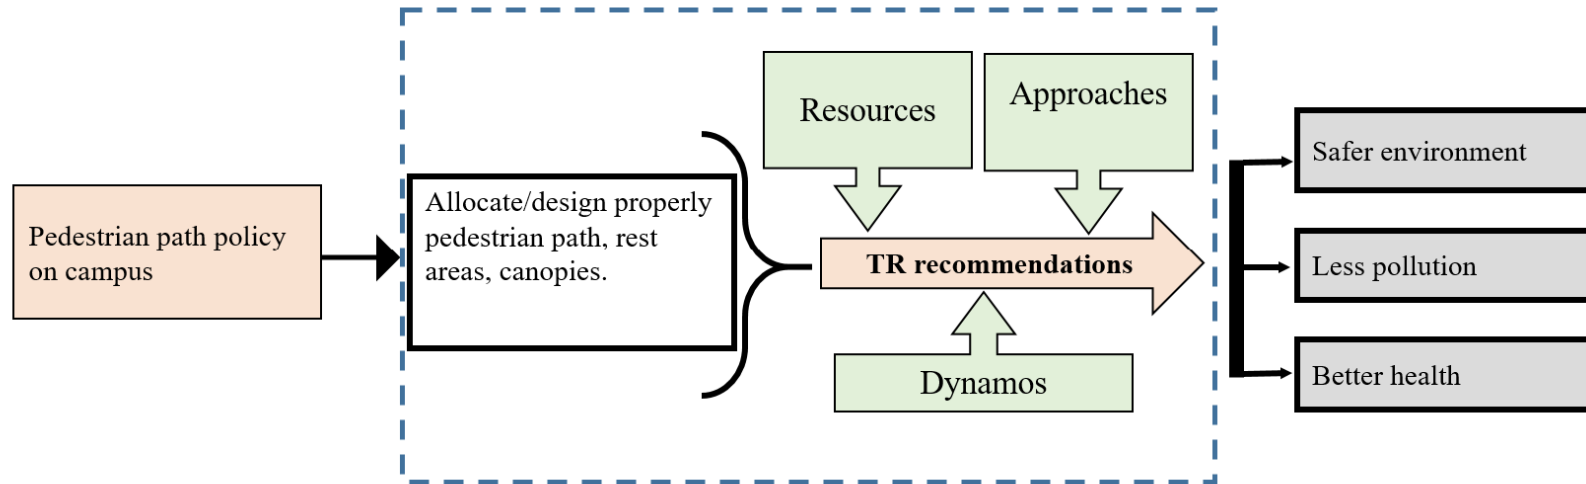 Pedestrian path policy
on campus
Allocate/design properly
pedestrian path, rest
areas, canopies.
Resources
Approaches
TR recommendations
Dynamos
Safer environment
Less pollution
Better health